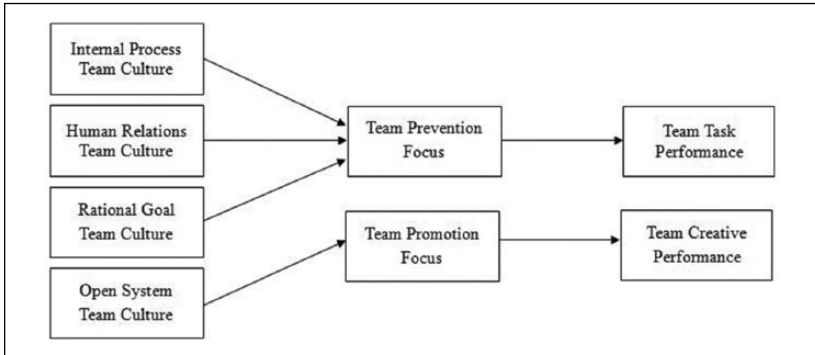 Internal Process
Team Culture
Human Relations
Team Culture
Rational Goal
Team Culture
Open System
Team Culture
Team Prevention
Focus
Team Promotion
Focus
Team Task
Performance
Team Creative
Performance